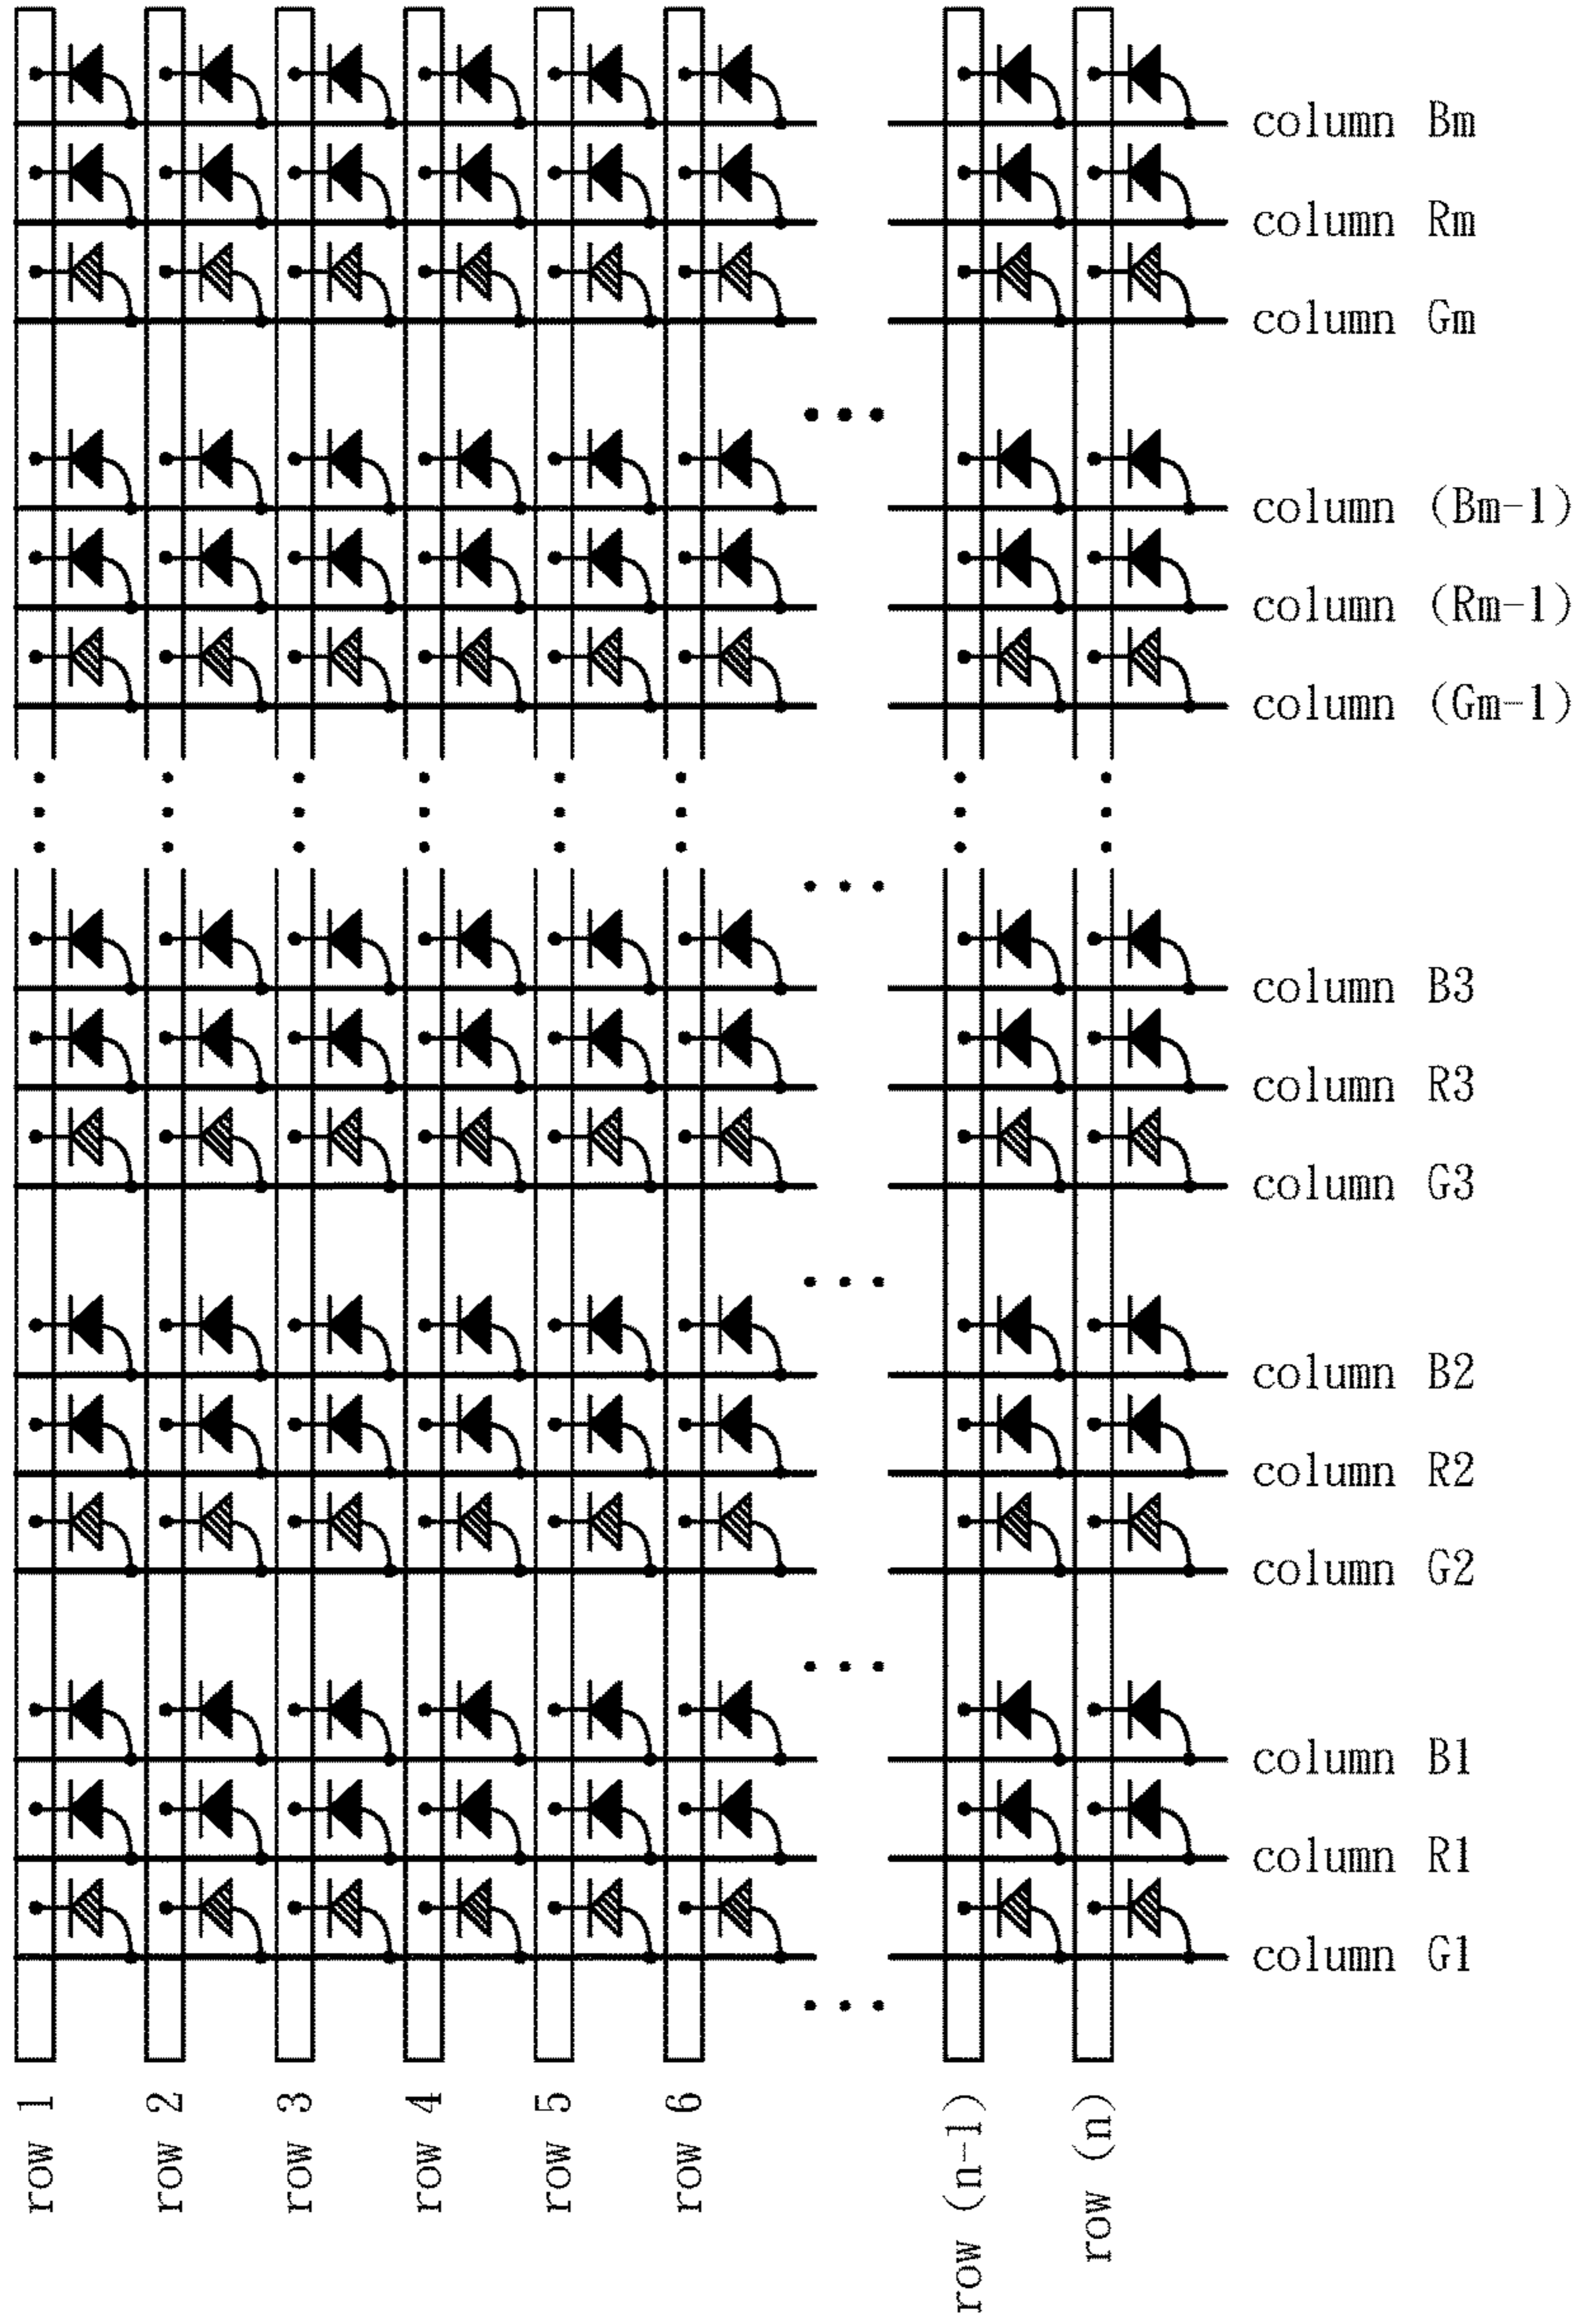 column Bm
column Rm
column Gm
column (Bm-1)
column (Rm-1)
column (Gm-1)
column B3
column R3
column G3
column B2
column R2
column G2
column B1
column R1
column G1
row 1
row 2
row 3
row 4
row 5
row 6
row (n-1)
row (n)